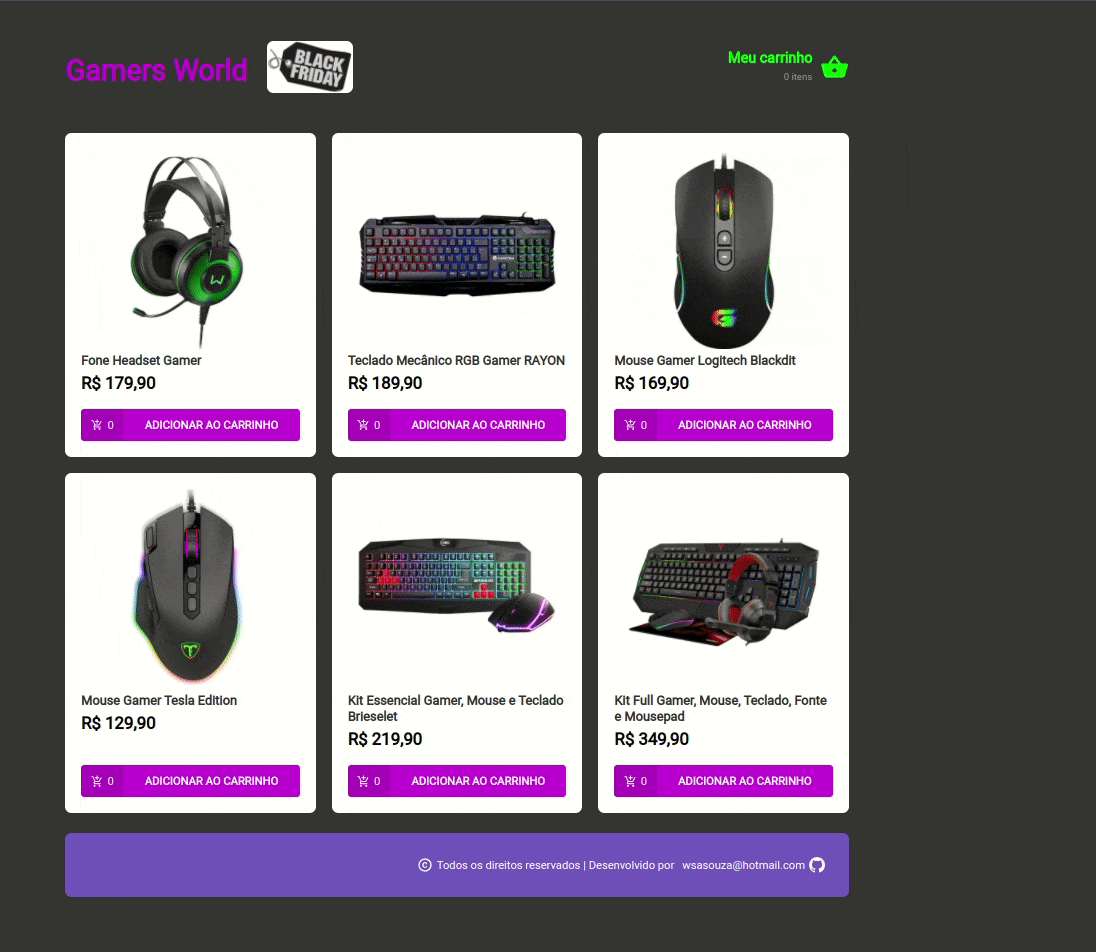 Gamers World
BLACK
FRIDAY
Meu carrinho
0 itens
Fone Headset Gamer
R$ 179,90
0 ADICIONAR AO CARRINHO
Teclado Mecânico RGB Gamer RAYON
R$ 189,90
0 ADICIONAR AO CARRINHO
Mouse Gamer Logitech Blackdit
R$ 169,90
0 ADICIONAR AO CARRINHO
Mouse Gamer Tesla Edition
R$ 129,90
0 ADICIONAR AO CARRINHO
Kit Essencial Gamer, Mouse e Teclado
Brieselet
R$ 219,90
0 ADICIONAR AO CARRINHO
Kit Full Gamer, Mouse, Teclado, Fonte
e Mousepad
R$ 349,90
0 ADICIONAR AO CARRINHO
© Todos os direitos reservados | Desenvolvido por wsasouza@hotmail.com